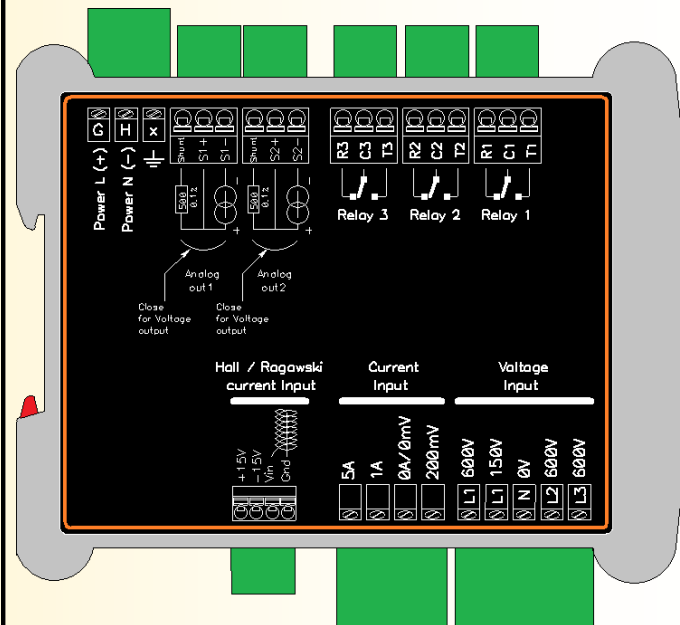 G H x
Power L (+)
Power N (-)
Shunt S1+ S1-
Shunt S2+ S2-
R3 C3 T3
R2 C2 T2
R1 C1 T1
50Ω 0.1%
- +
50Ω 0.1%
- +
Relay 3
Relay 2
Relay 1
Analog
out1
Analog
out2
Close
for Voltage
output
Close
for Voltage
output
Hall / Rogawski
current Input
Current
Input
Voltage
Input
+15V
-15V
Vin
Gnd
5A
1A
0A/0mV
200mV
L1 600V
L1 150V
N 0V
L2 600V
L3 600V